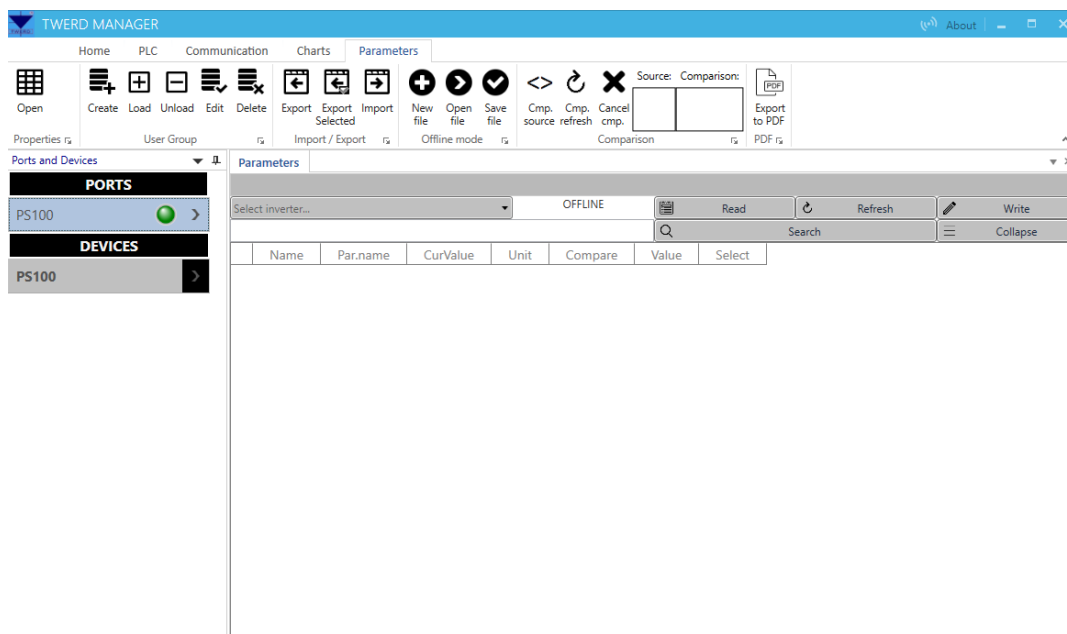 TWERD MANAGER
About
Home PLC Communication Charts Parameters
Open Create Load Unload Edit Delete Export Export Selected Import New file Open file Save file Cmp. source Cmp. refresh Cancel cmp. Source: Comparison: PDF Export to PDF
Properties User Group Import / Export Offline mode Comparison PDF
Ports and Devices
Parameters
PORTS
PS100
DEVICES
PS100
Select inverter... OFFLINE Read Refresh Write
Search Collapse
Name Par.name CurValue Unit Compare Value Select